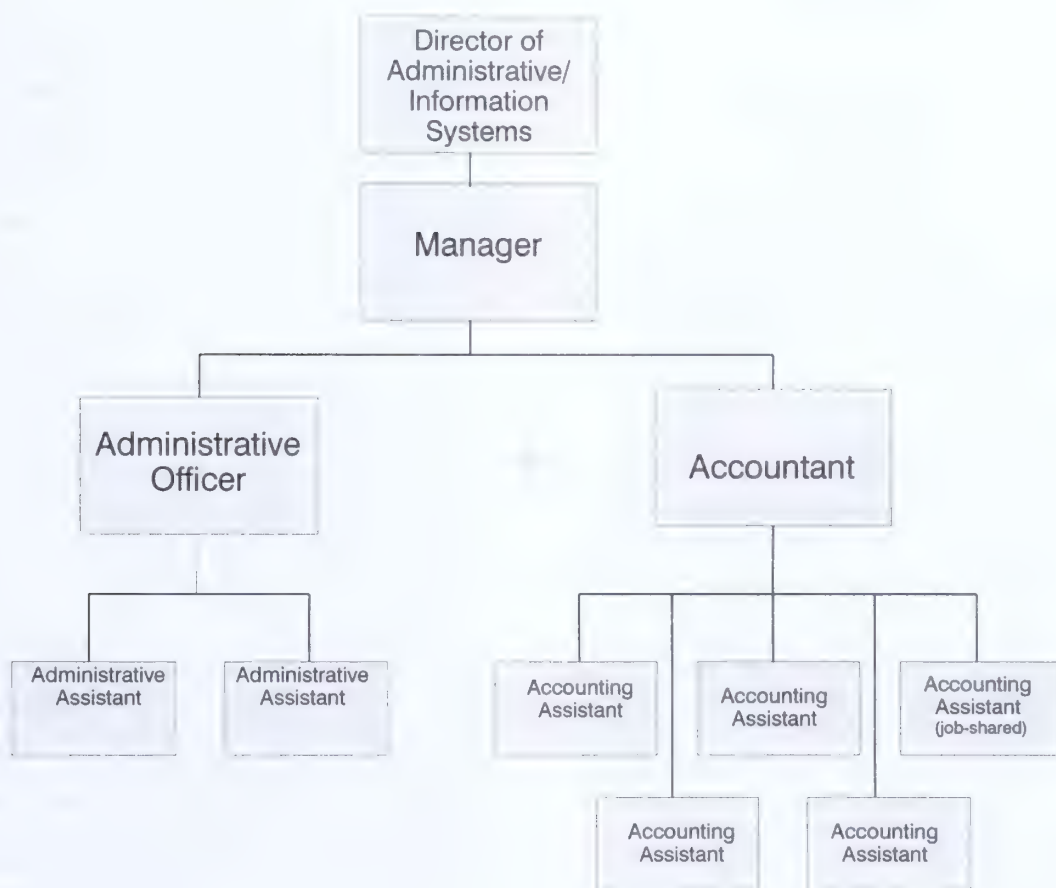 Director of
Administrative/
Information
Systems
Manager
Administrative
Officer
Accountant
Administrative
Assistant
Administrative
Assistant
Accounting
Assistant
Accounting
Assistant
Accounting
Assistant
(job-shared)
Accounting
Assistant
Accounting
Assistant